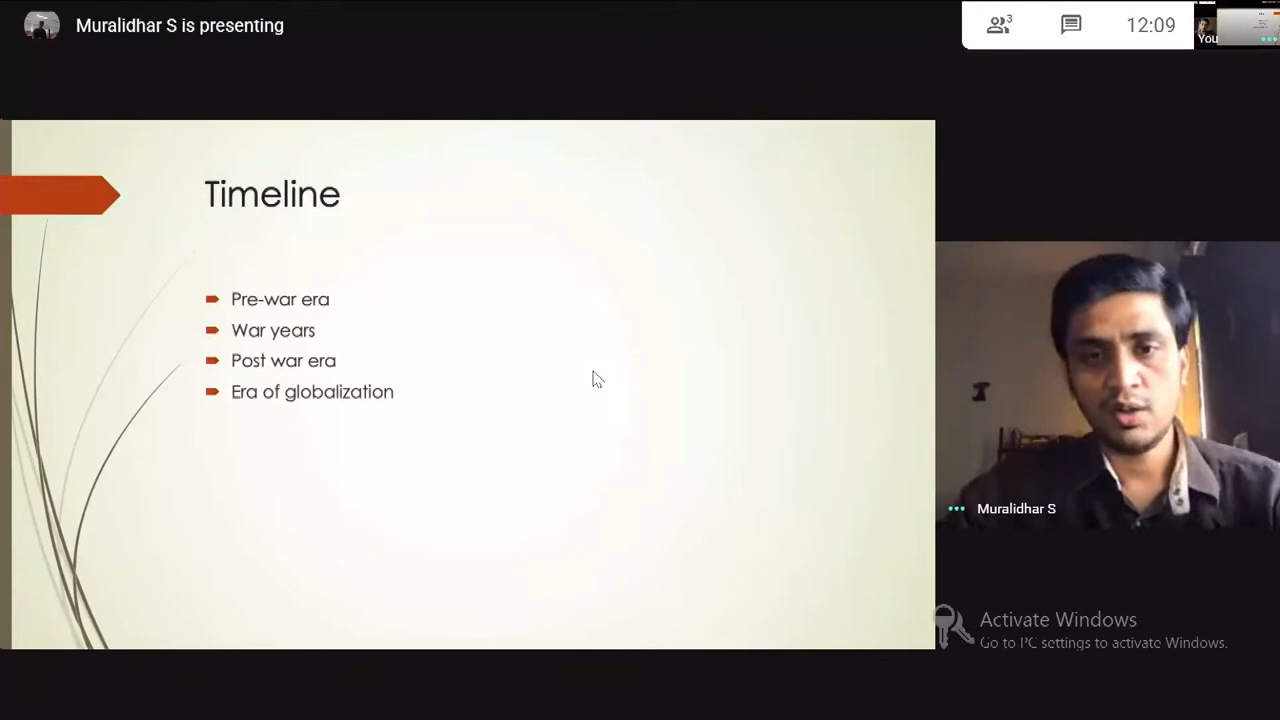 Muralidhar S is presenting
3
12:09
You
Timeline
Pre-war era
War years
Post war era
Era of globalization
Muralidhar S
Activate Windows
Go to PC settings to activate Windows.